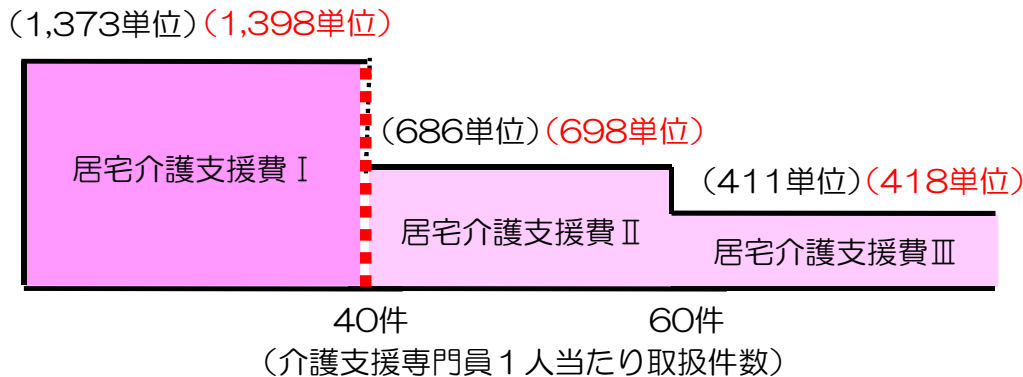 （1,373単位）（1,398単位）
（686単位）（698単位）
居宅介護支援費Ⅰ
（411単位）（418単位）
居宅介護支援費Ⅱ
居宅介護支援費Ⅲ
40件
60件
（介護支援専門員１人当たり取扱件数）